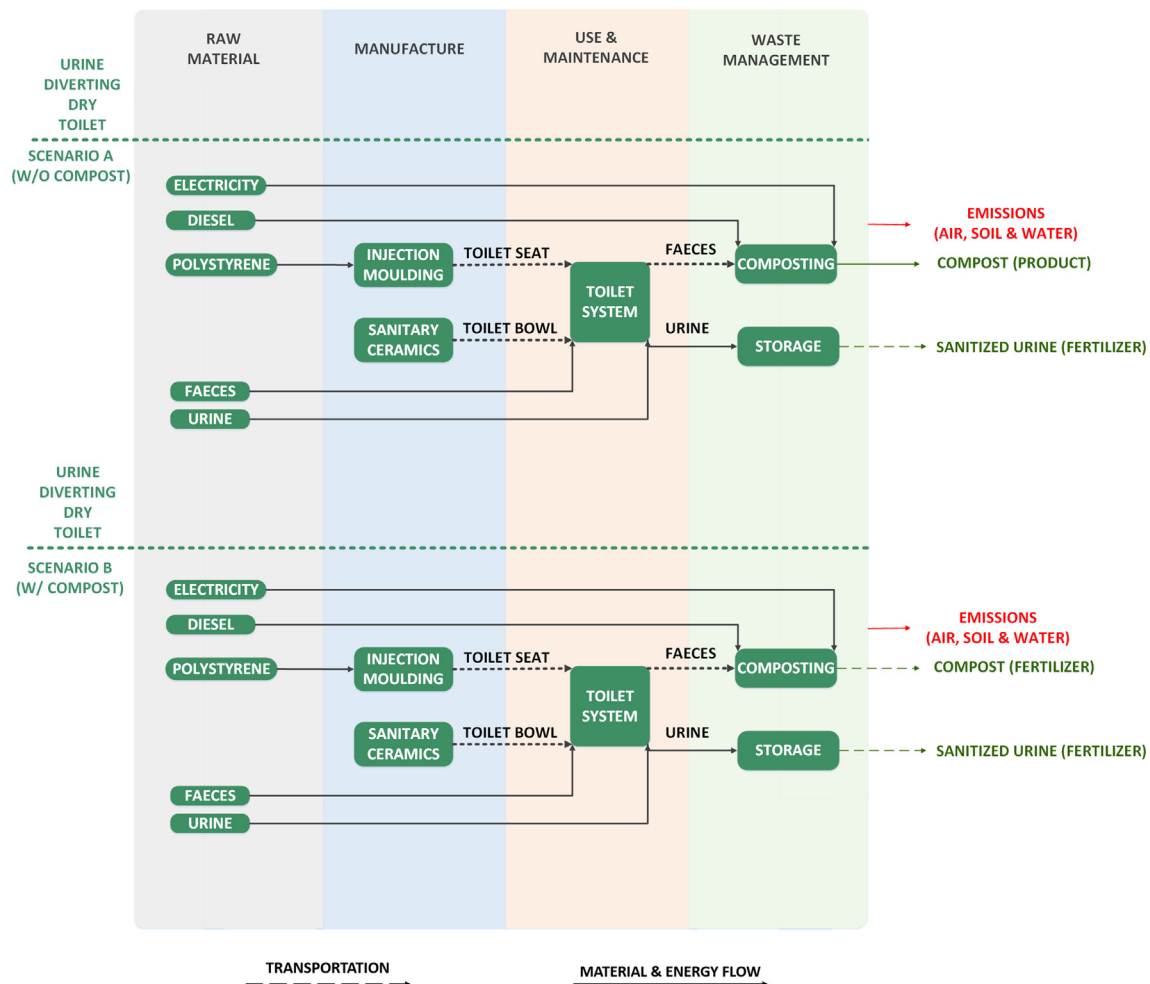 RAW
MATERIAL
MANUFACTURE
USE &
MAINTENANCE
WASTE
MANAGEMENT
URINE
DIVERTING
DRY
TOILET
SCENARIO A
(W/O COMPOST)
ELECTRICITY
DIESEL
POLYSTYRENE
INJECTION
MOULDING
TOILET SEAT
SANITARY
CERAMICS
TOILET BOWL
TOILET
SYSTEM
FAECES
COMPOSTING
URINE
STORAGE
FAECES
URINE
EMISSIONS
(AIR, SOIL & WATER)
COMPOST (PRODUCT)
SANITIZED URINE (FERTILIZER)
URINE
DIVERTING
DRY
TOILET
SCENARIO B
(W/ COMPOST)
ELECTRICITY
DIESEL
POLYSTYRENE
INJECTION
MOULDING
TOILET SEAT
SANITARY
CERAMICS
TOILET BOWL
TOILET
SYSTEM
FAECES
COMPOSTING
URINE
STORAGE
FAECES
URINE
EMISSIONS
(AIR, SOIL & WATER)
COMPOST (FERTILIZER)
SANITIZED URINE (FERTILIZER)
TRANSPORTATION
MATERIAL & ENERGY FLOW